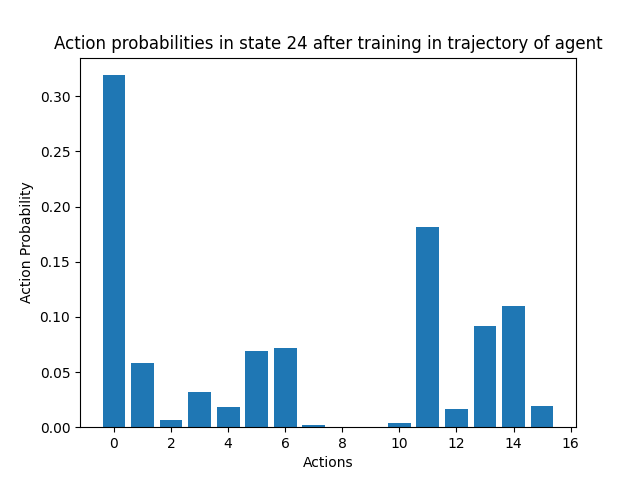 Action probabilities in state 24 after training in trajectory of agent
0.30
0.25
0.20
0.15
0.10
0.05
0.00
Action Probability
0 2 4 6 8 10 12 14 16
Actions